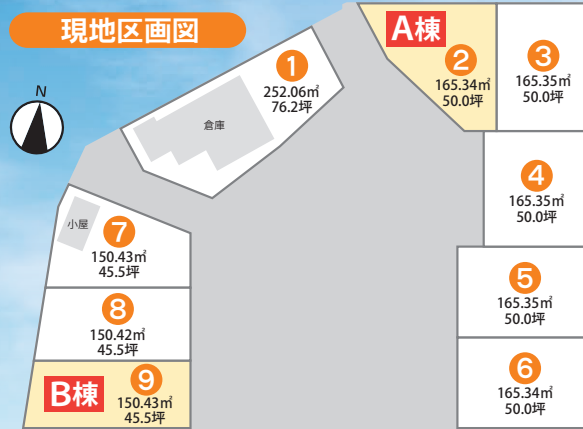 現地区画図
N
1
252.06㎡
76.2坪
倉庫
A棟
2
165.34㎡
50.0坪
3
165.35㎡
50.0坪
4
165.35㎡
50.0坪
5
165.35㎡
50.0坪
6
165.34㎡
50.0坪
小屋
7
150.43㎡
45.5坪
8
150.42㎡
45.5坪
B棟
9
150.43㎡
45.5坪